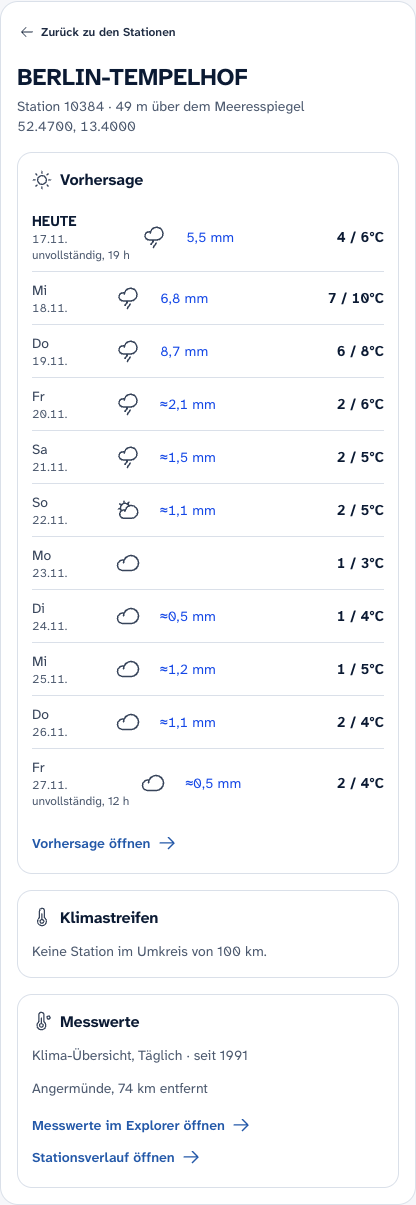 Zurück zu den Stationen
BERLIN-TEMPELHOF
Station 10384 · 49 m über dem Meeresspiegel
52.4700, 13.4000
Vorhersage
HEUTE
17.11.
unvollständig, 19 h
5,5 mm
4 / 6°C
Mi
18.11.
6,8 mm
7 / 10°C
Do
19.11.
8,7 mm
6 / 8°C
Fr
20.11.
≈2,1 mm
2 / 6°C
Sa
21.11.
≈1,5 mm
2 / 5°C
So
22.11.
≈1,1 mm
2 / 5°C
Mo
23.11.
1 / 3°C
Di
24.11.
≈0,5 mm
1 / 4°C
Mi
25.11.
≈1,2 mm
1 / 5°C
Do
26.11.
≈1,1 mm
2 / 4°C
Fr
27.11.
unvollständig, 12 h
≈0,5 mm
2 / 4°C
Vorhersage öffnen
Klimastreifen
Keine Station im Umkreis von 100 km.
Messwerte
Klima-Übersicht, Täglich · seit 1991
Angermünde, 74 km entfernt
Messwerte im Explorer öffnen
Stationsverlauf öffnen